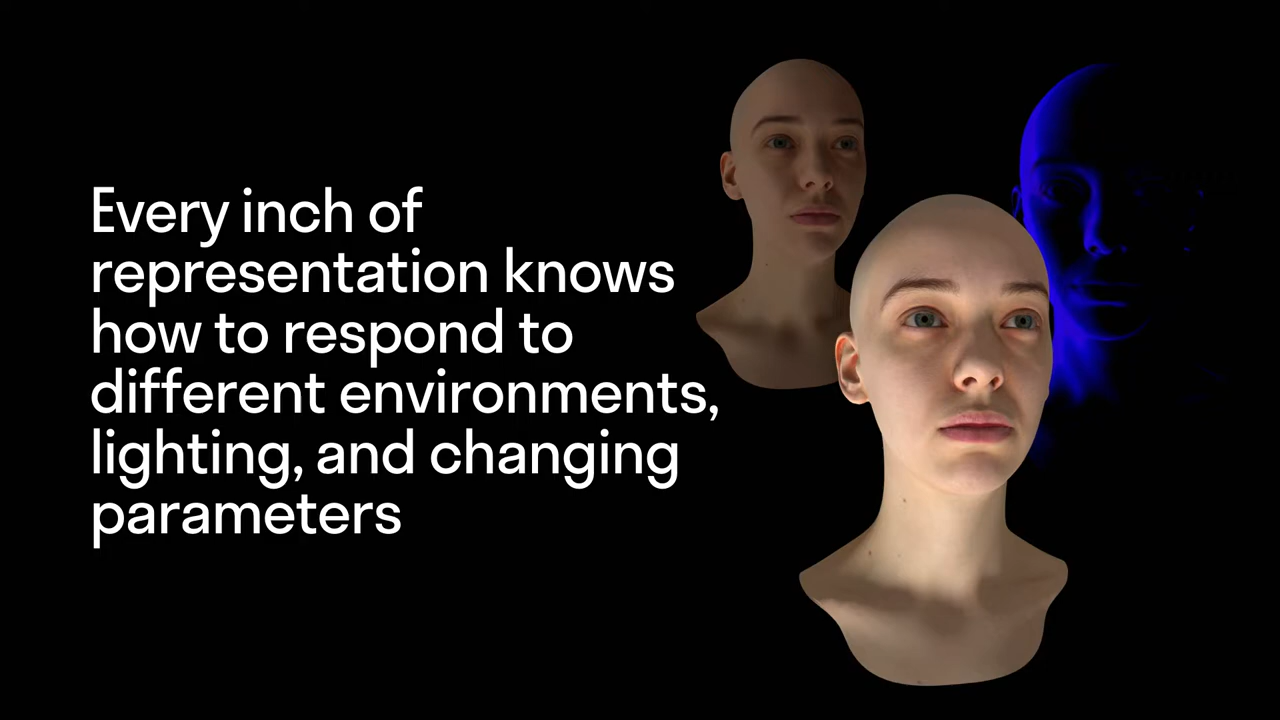 Every inch of
representation knows
how to respond to
different environments,
lighting, and changing
parameters